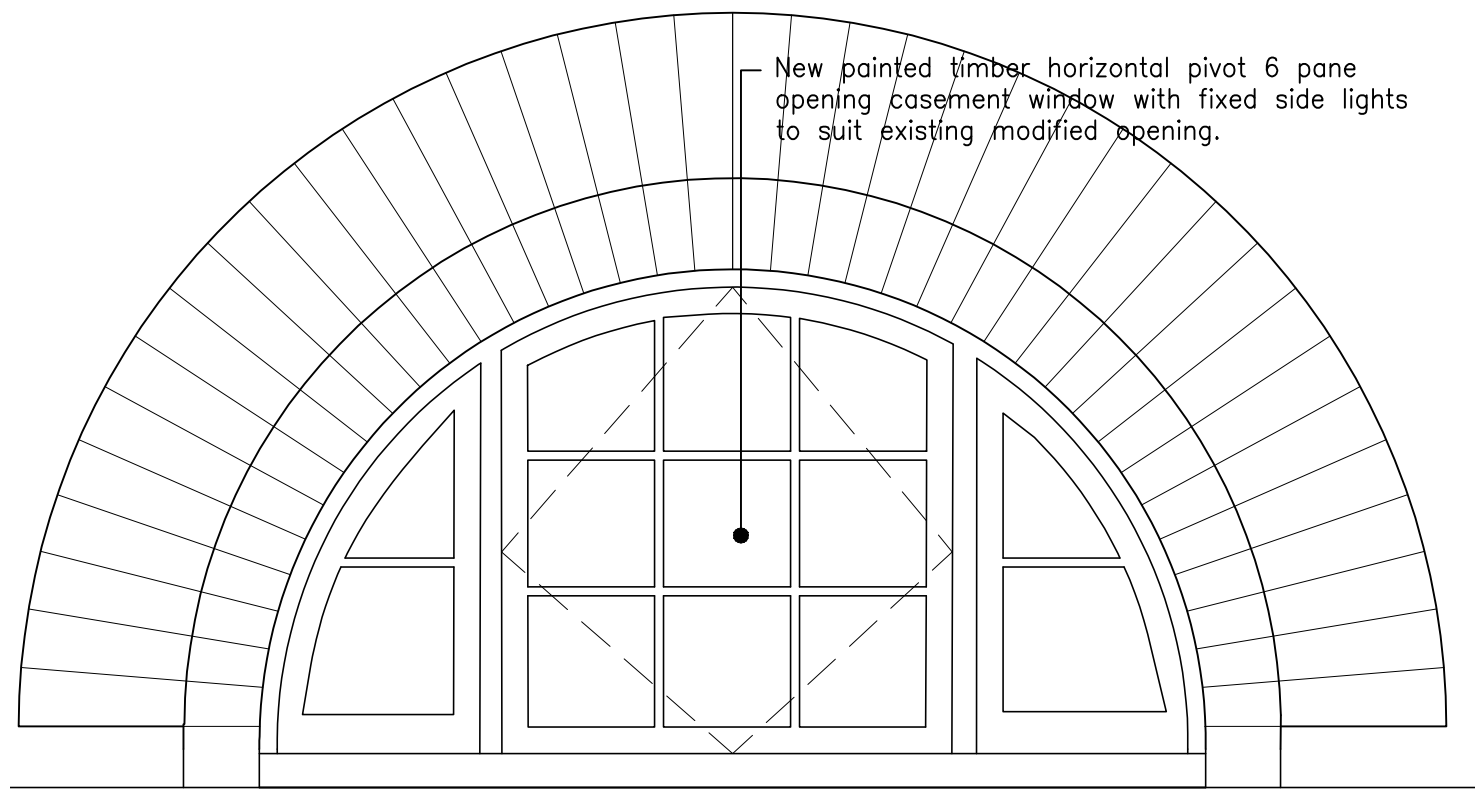 New painted timber horizontal pivot 6 pane
opening casement window with fixed side lights
to suit existing modified opening.